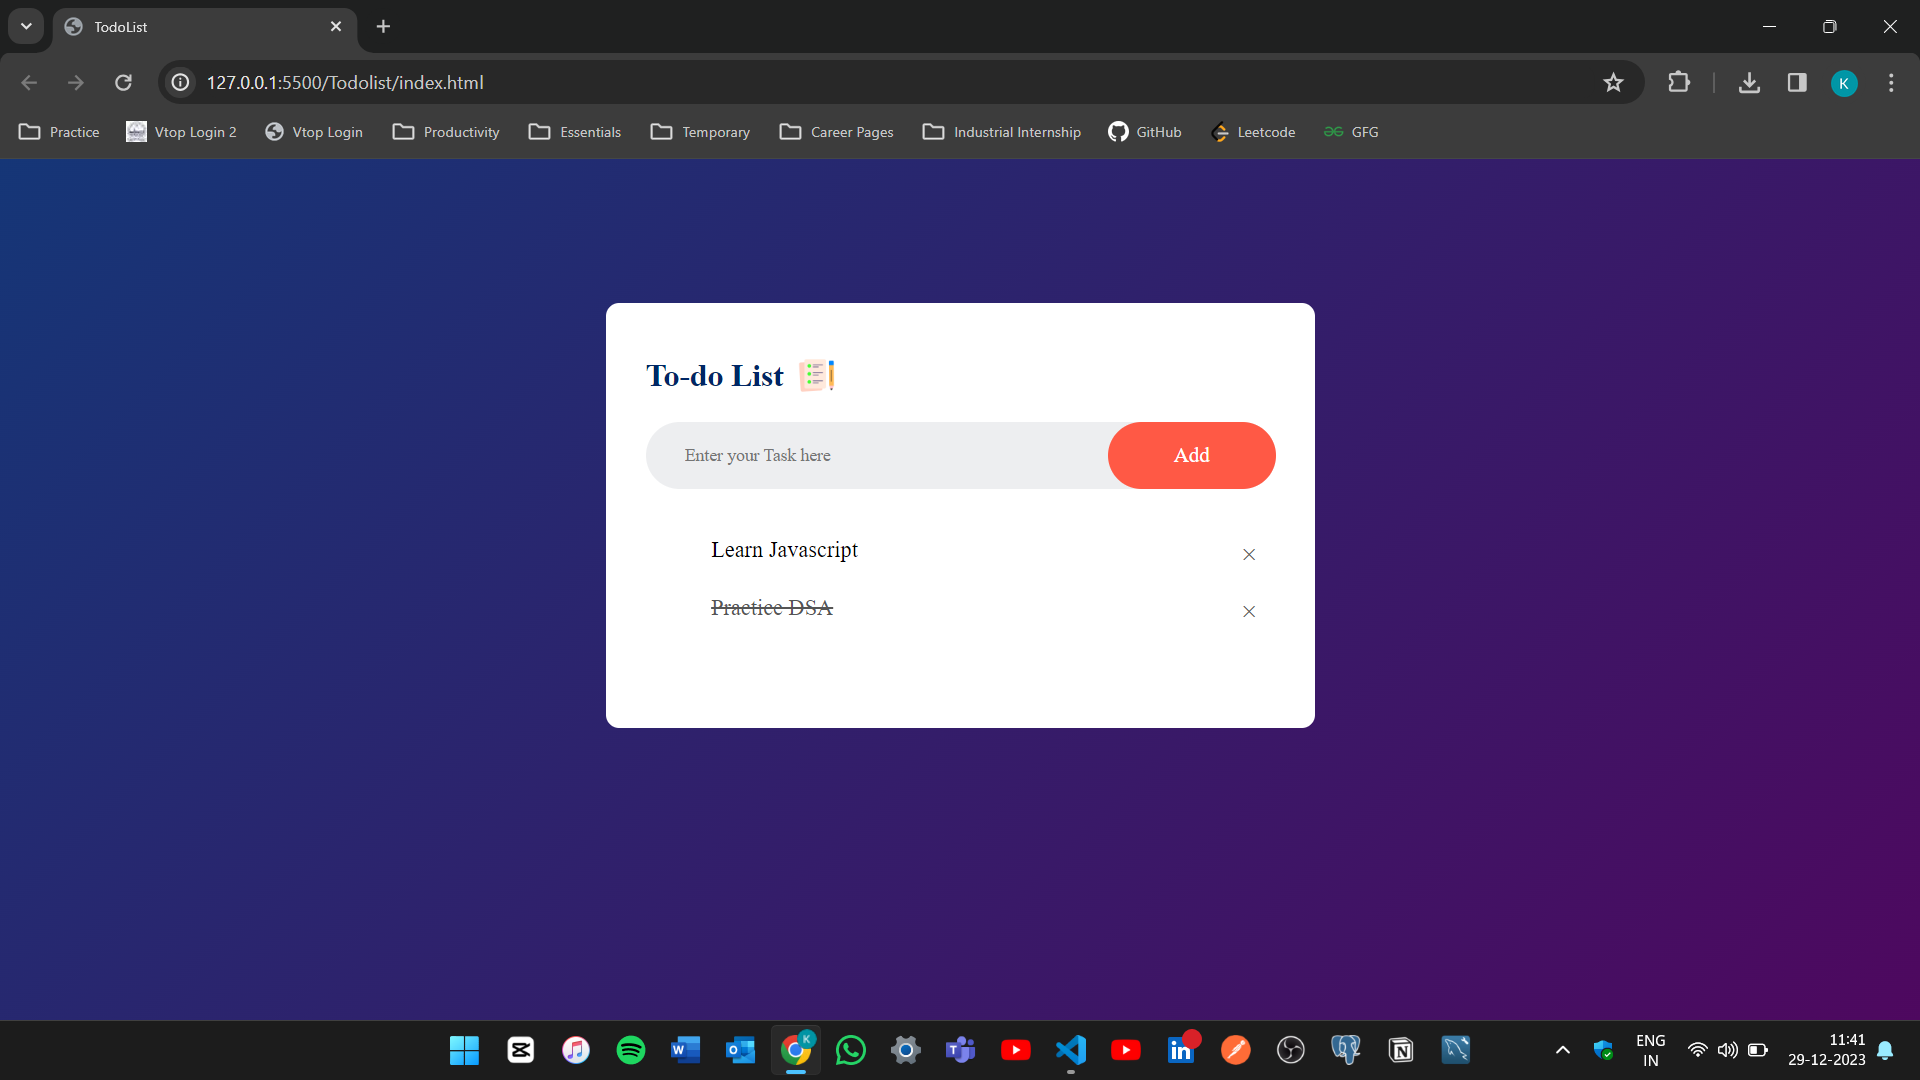 TodoList
127.0.0.1:5500/Todolist/index.html
K
Practice Vtop Login 2 Vtop Login Productivity Essentials Temporary Career Pages Industrial Internship GitHub Leetcode GFG
To-do List
Enter your Task here Add
Learn Javascript
Practice DSA
ENG
IN
11:41
29-12-2023